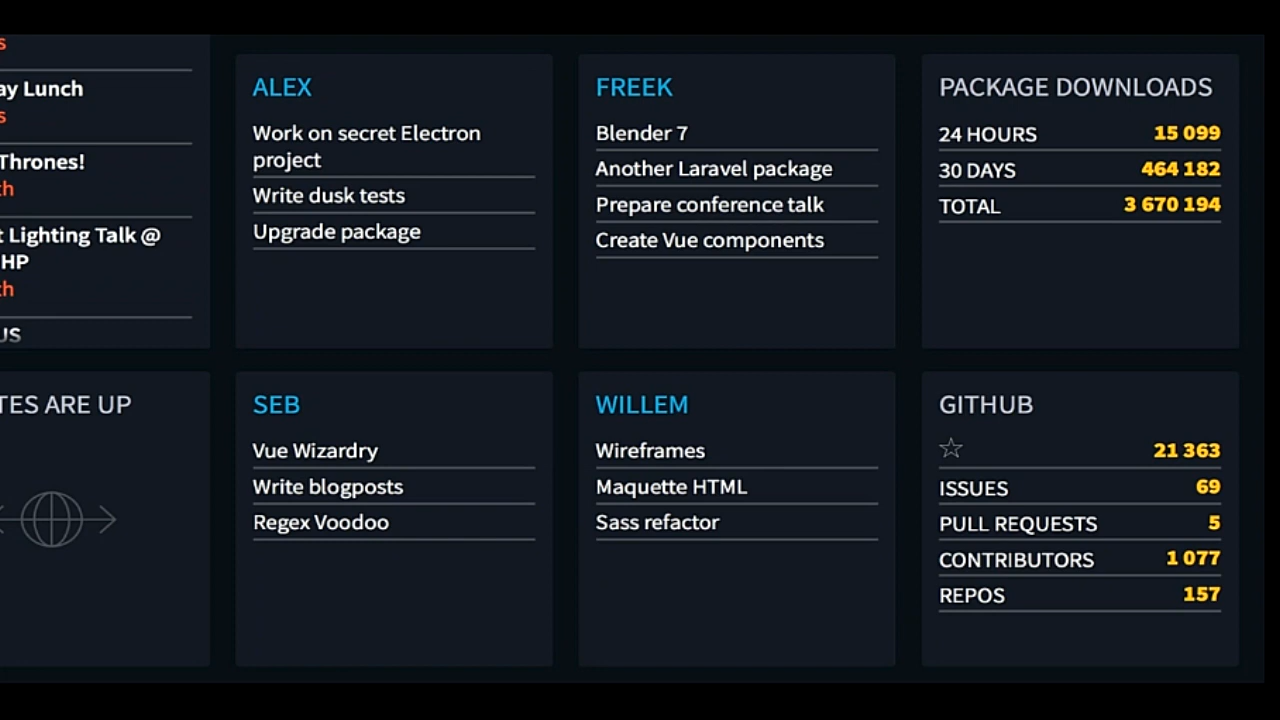 ay Lunch
Thrones!
th
t Lighting Talk @
HP
th
US
TES ARE UP
ALEX
Work on secret Electron
project
Write dusk tests
Upgrade package
FREEK
Blender 7
Another Laravel package
Prepare conference talk
Create Vue components
PACKAGE DOWNLOADS
24 HOURS 15 099
30 DAYS 464 182
TOTAL 3 670 194
SEB
Vue Wizardry
Write blogposts
Regex Voodoo
WILLEM
Wireframes
Maquette HTML
Sass refactor
GITHUB
☆ 21 363
ISSUES 69
PULL REQUESTS 5
CONTRIBUTORS 1 077
REPOS 157